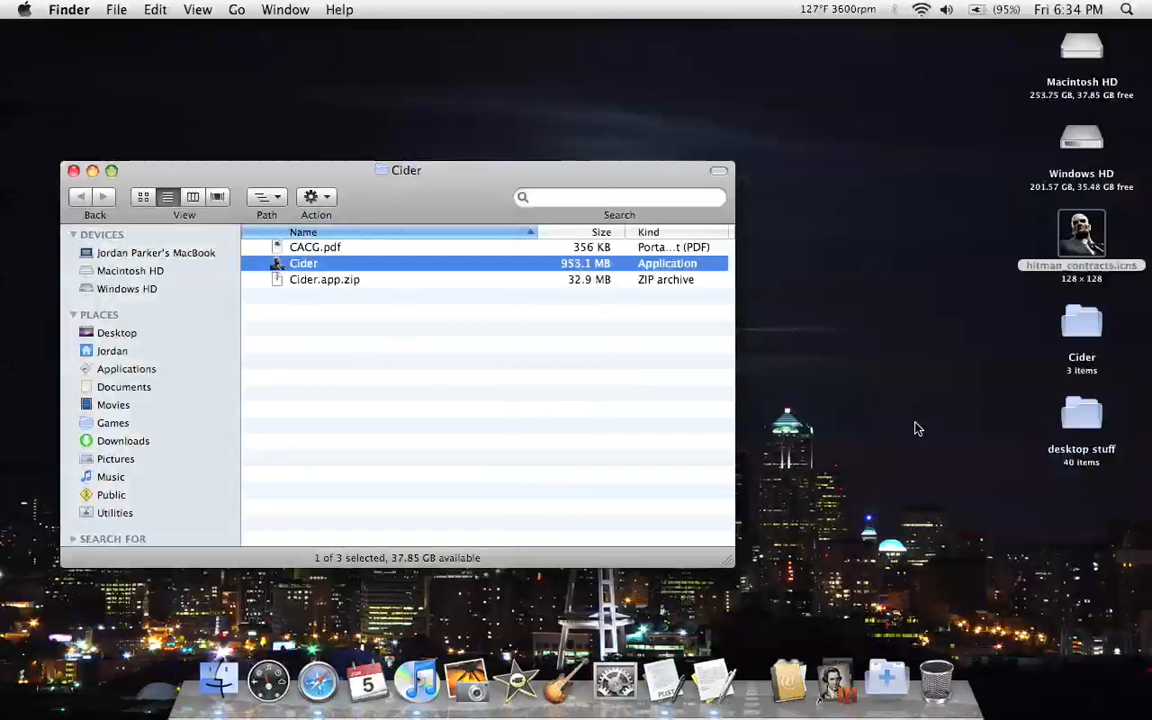 Finder File Edit View Go Window Help 127°F 3600rpm (95%) Fri 6:34 PM
Macintosh HD
253.75 GB, 37.85 GB free
Windows HD
201.57 GB, 35.48 GB free
hitman_contracts.icns
128 × 128
Cider
3 items
desktop stuff
40 items
Cider
Back View Path Action Search
DEVICES
Jordan Parker's MacBook
Macintosh HD
Windows HD
PLACES
Desktop
Jordan
Applications
Documents
Movies
Games
Downloads
Pictures
Music
Public
Utilities
SEARCH FOR
Name Size Kind
CACG.pdf 356 KB Porta...t (PDF)
Cider 953.1 MB Application
Cider.app.zip 32.9 MB ZIP archive
1 of 3 selected, 37.85 GB available
JUN
5
PLIST